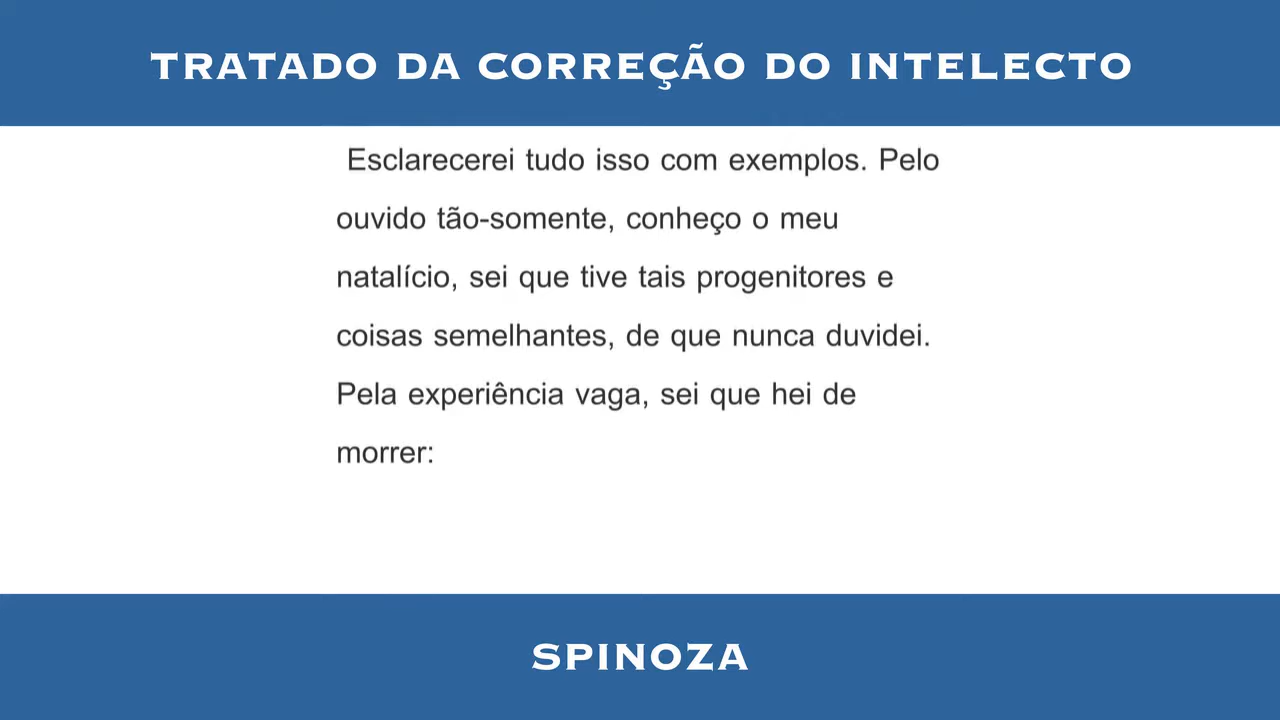 TRATADO DA CORREÇÃO DO INTELECTO
Esclarecerei tudo isso com exemplos. Pelo
ouvido tão-somente, conheço o meu
natalício, sei que tive tais progenitores e
coisas semelhantes, de que nunca duvidei.
Pela experiência vaga, sei que hei de
morrer:
SPINOZA